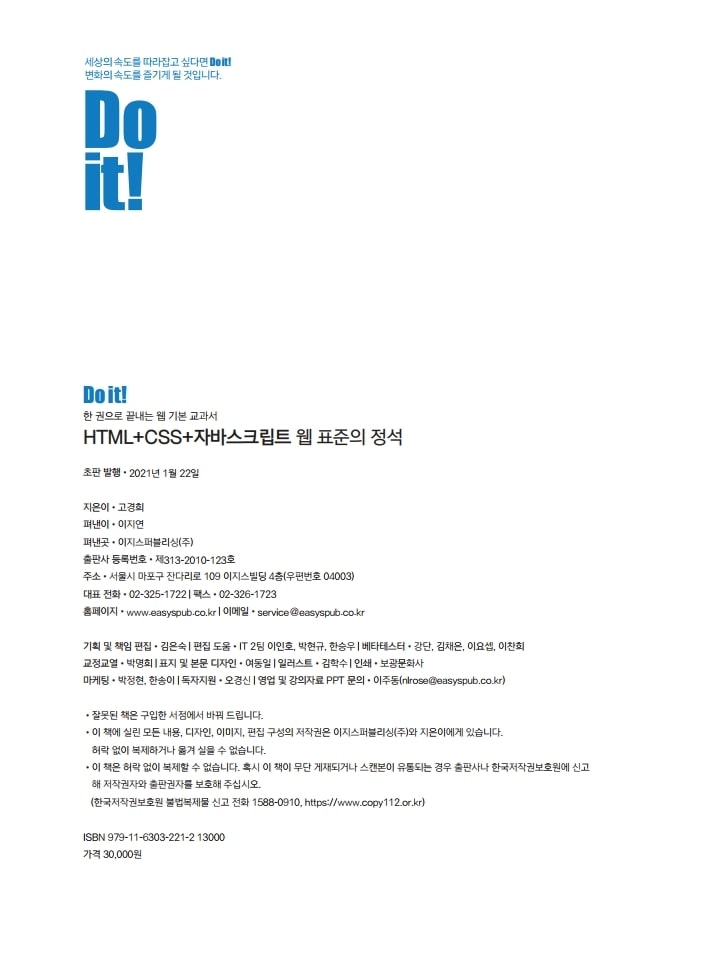 세상의 속도를 따라잡고 싶다면 Do it!
변화의 속도를 즐기게 될 것입니다.
Do
it!
Do it!
한 권으로 끝내는 웹 기본 교과서
HTML+CSS+자바스크립트 웹 표준의 정석
초판 발행 • 2021년 1월 22일
지은이 • 고경희
펴낸이 • 이지연
펴낸곳 • 이지스퍼블리싱(주)
출판사 등록번호 • 제313-2010-123호
주소 • 서울시 마포구 잔다리로 109 이지스빌딩 4층(우편번호 04003)
대표 전화 • 02-325-1722 | 팩스 • 02-326-1723
홈페이지 • www.easyspub.co.kr | 이메일 • service@easyspub.co.kr
기획 및 책임 편집 • 김은숙 | 편집 도움 • IT 2팀 이인호, 박현규, 한승우 | 베타테스터 • 강단, 김채은, 이요셉, 이찬희
교정교열 • 박명희 | 표지 및 본문 디자인 • 여동일 | 일러스트 • 김학수 | 인쇄 • 보광문화사
마케팅 • 박정현, 한송이 | 독자지원 • 오경신 | 영업 및 강의자료 PPT 문의 • 이주동(nlrose@easyspub.co.kr)
• 잘못된 책은 구입한 서점에서 바꿔 드립니다.
• 이 책에 실린 모든 내용, 디자인, 이미지, 편집 구성의 저작권은 이지스퍼블리싱(주)와 지은이에게 있습니다.
허락 없이 복제하거나 옮겨 실을 수 없습니다.
• 이 책은 허락 없이 복제할 수 없습니다. 혹시 이 책이 무단 게재되거나 스캔본이 유통되는 경우 출판사나 한국저작권보호원에 신고
해 저작권자와 출판권자를 보호해 주십시오.
(한국저작권보호원 불법복제물 신고 전화 1588-0910, https://www.copy112.or.kr)
ISBN 979-11-6303-221-2 13000
가격 30,000원